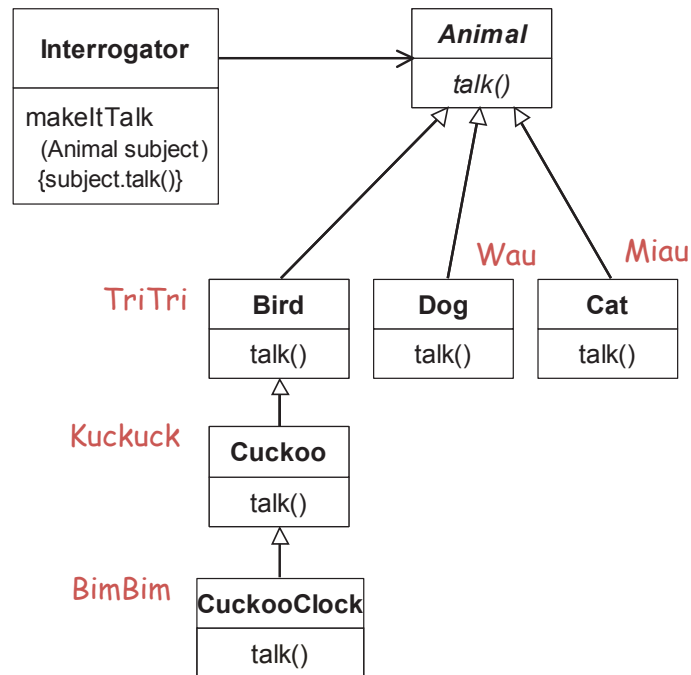 Interrogator
makeItTalk
(Animal subject)
{subject.talk()}
Animal
talk()
Wau
Miau
TriTri
Bird
talk()
Dog
talk()
Cat
talk()
Kuckuck
Cuckoo
talk()
BimBim
CuckooClock
talk()